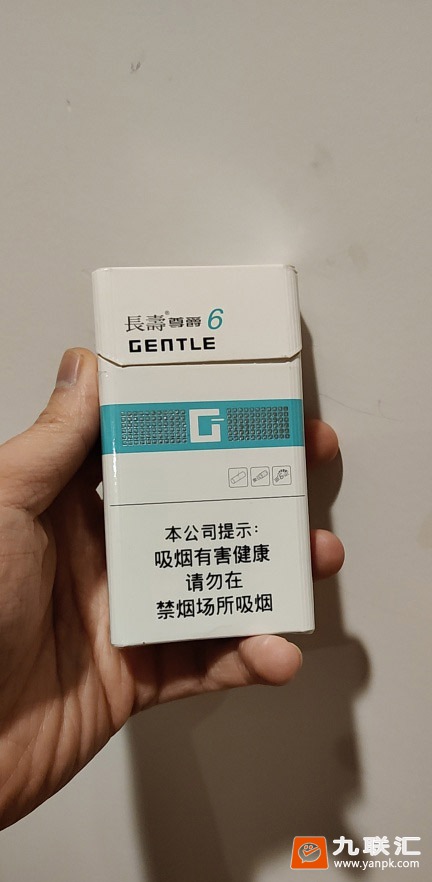 長壽®尊爵6
GENTLE
G
本公司提示：
吸烟有害健康
请勿在
禁烟场所吸烟
九联汇
www.yanpk.com